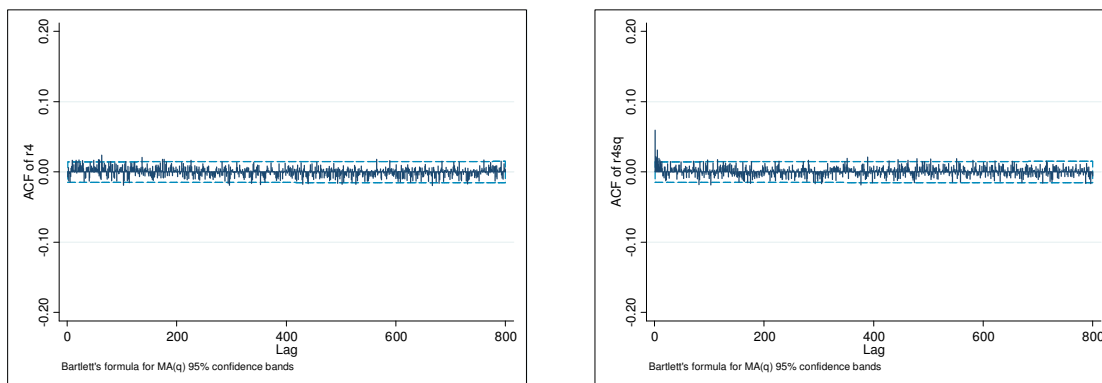 0.20
0.10
0.00
-0.10
-0.20
ACF of r4
0 200 400 600 800
Lag
Bartlett's formula for MA(q) 95% confidence bands
0.20
0.10
0.00
-0.10
-0.20
ACF of r4sq
0 200 400 600 800
Lag
Bartlett's formula for MA(q) 95% confidence bands